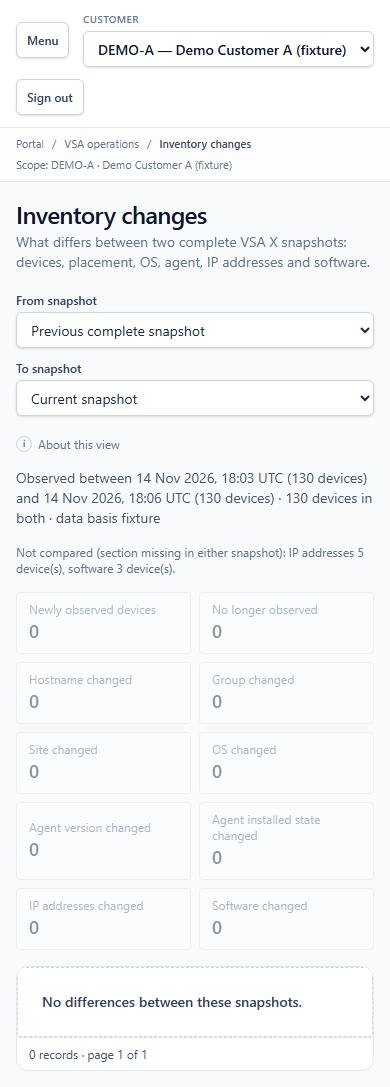 Menu
CUSTOMER
DEMO-A — Demo Customer A (fixture)
Sign out
Portal / VSA operations / Inventory changes
Scope: DEMO-A · Demo Customer A (fixture)
Inventory changes
What differs between two complete VSA X snapshots:
devices, placement, OS, agent, IP addresses and software.
From snapshot
Previous complete snapshot
To snapshot
Current snapshot
i About this view
Observed between 14 Nov 2026, 18:03 UTC (130 devices)
and 14 Nov 2026, 18:06 UTC (130 devices) · 130 devices in
both · data basis fixture
Not compared (section missing in either snapshot): IP addresses 5
device(s), software 3 device(s).
Newly observed devices
0
No longer observed
0
Hostname changed
0
Group changed
0
Site changed
0
OS changed
0
Agent version changed
0
Agent installed state
changed
0
IP addresses changed
0
Software changed
0
No differences between these snapshots.
0 records · page 1 of 1